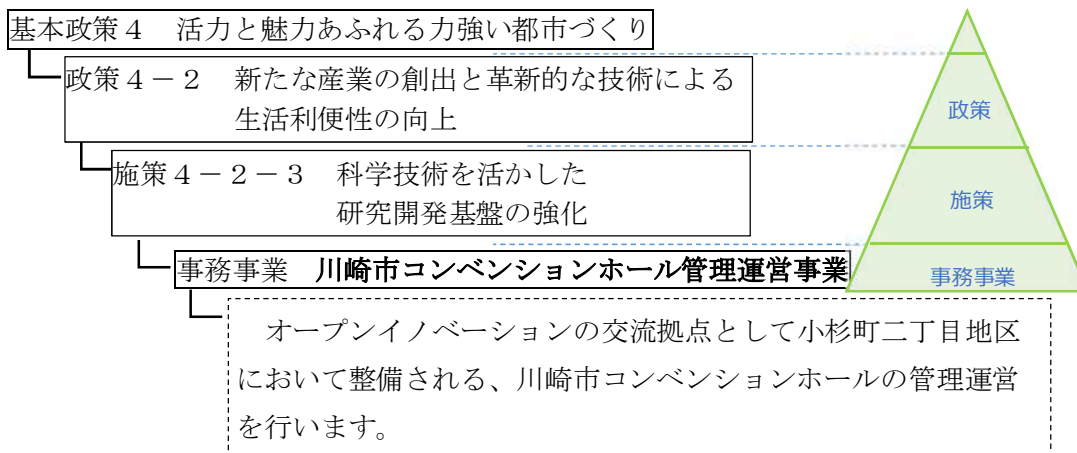 基本政策４　活力と魅力あふれる力強い都市づくり
政策４－２　新たな産業の創出と革新的な技術による
生活利便性の向上
施策４－２－３　科学技術を活かした
研究開発基盤の強化
事務事業　川崎市コンベンションホール管理運営事業
オープンイノベーションの交流拠点として小杉町二丁目地区
において整備される、川崎市コンベンションホールの管理運営
を行います。
政策
施策
事務事業